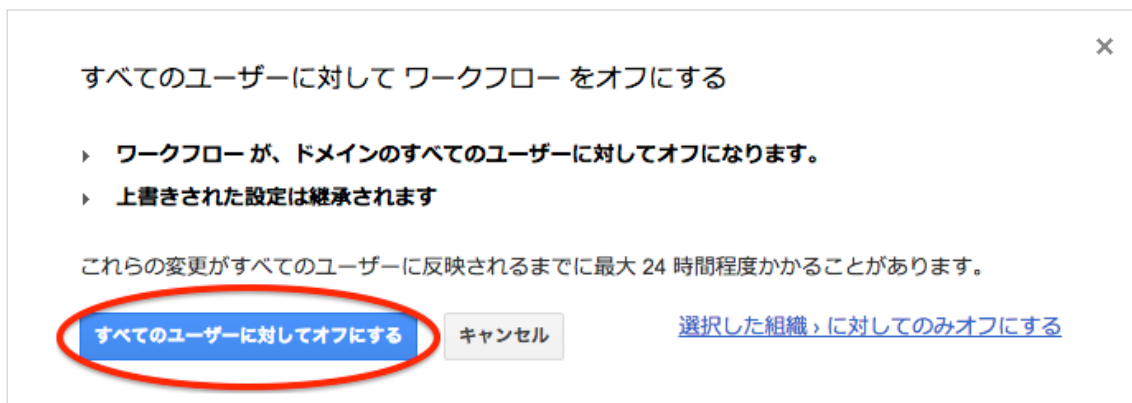 すべてのユーザーに対して ワークフロー をオフにする
ワークフロー が、ドメインのすべてのユーザーに対してオフになります。
上書きされた設定は継承されます
これらの変更がすべてのユーザーに反映されるまでに最大 24 時間程度かかることがあります。
すべてのユーザーに対してオフにする
キャンセル
選択した組織 › に対してのみオフにする